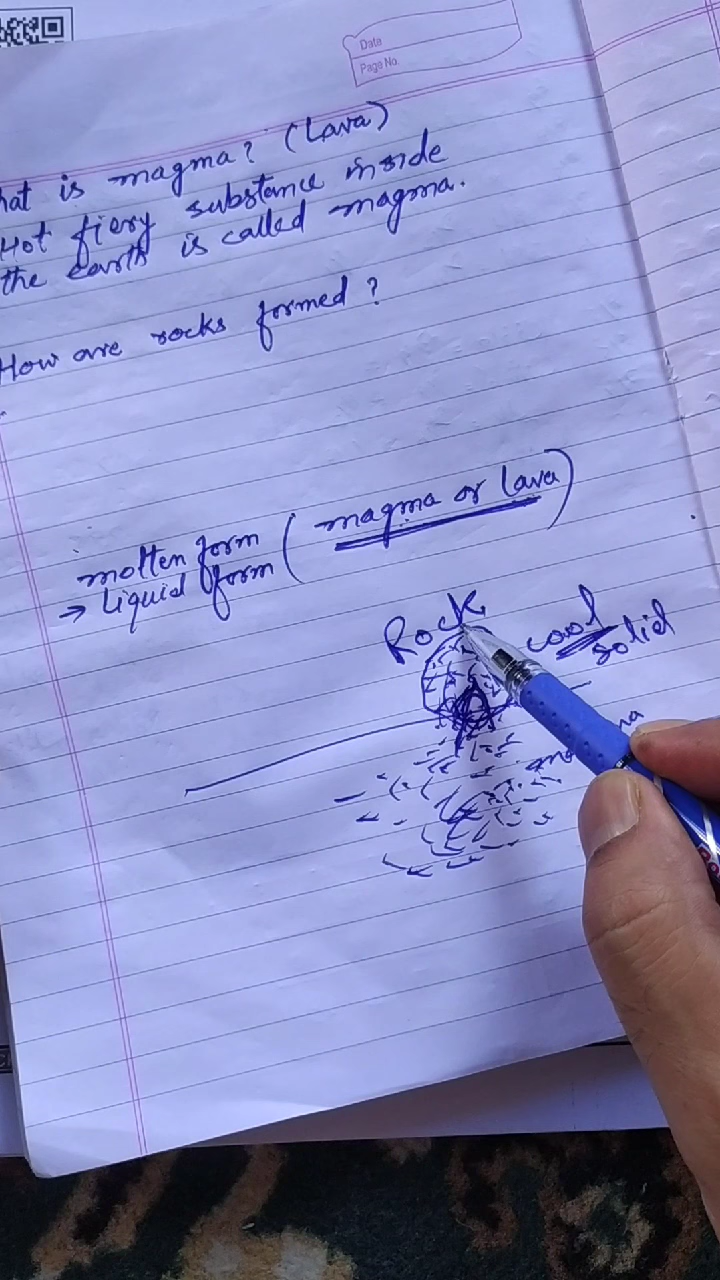 Data
Page No.
hat is magma? (Lava)
Hot fiery substance inside
the earth is called magma.
How are rocks formed?
molten form (magma or Lava)
→ Liquid form
Rock
cool
solid